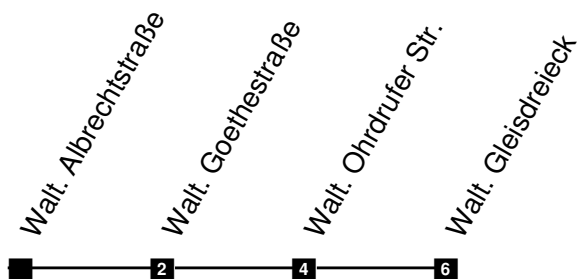 Walt. Albrechtstraße
Walt. Goethestraße
Walt. Ohrdrufer Str.
Walt. Gleisdreieck
2 4 6